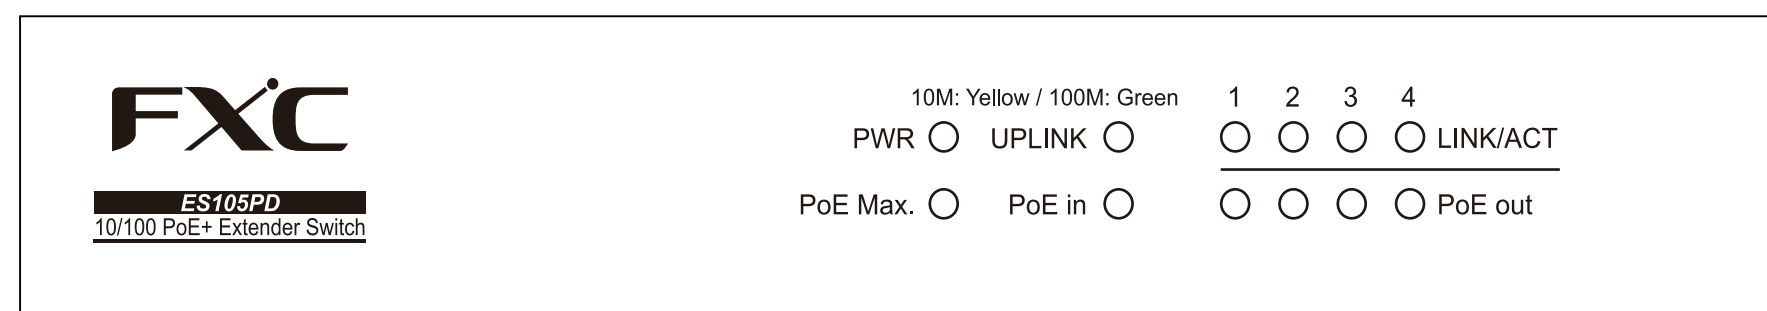 FXC
ES105PD
10/100 PoE+ Extender Switch
10M: Yellow / 100M: Green 1 2 3 4
PWR UPLINK LINK/ACT
PoE Max. PoE in PoE out